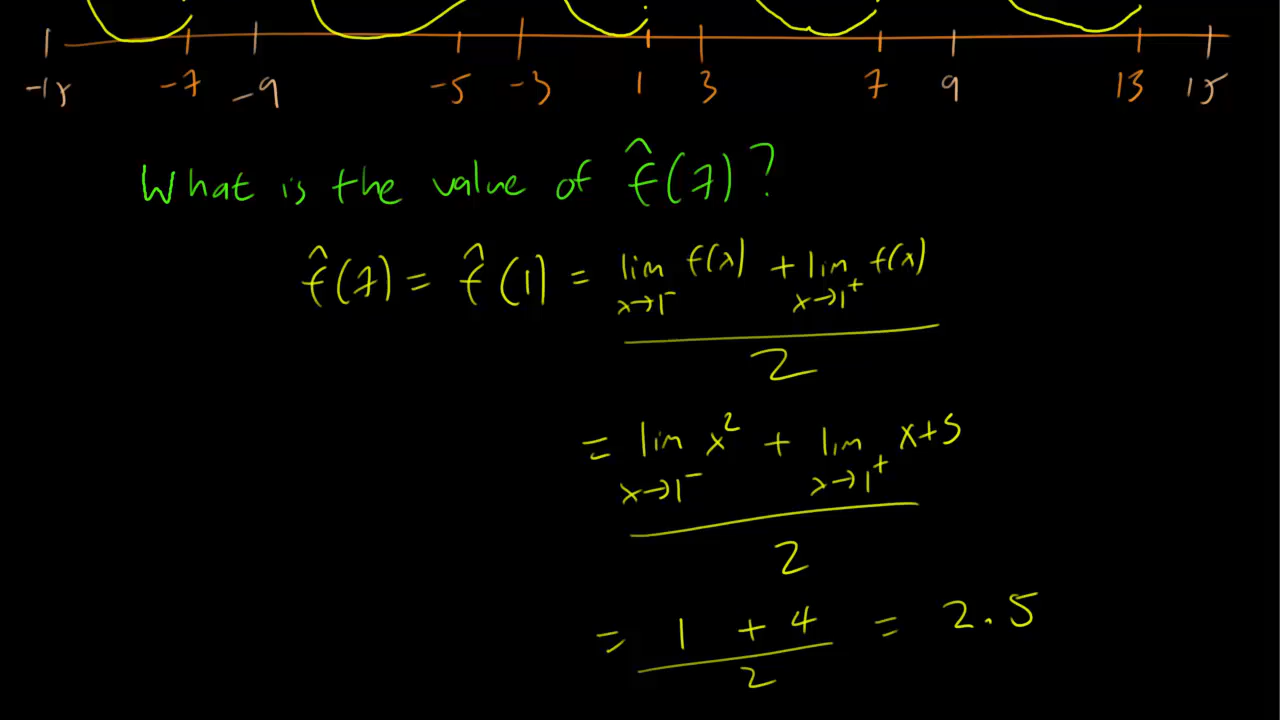 -15 -7 -9 -5 -3 1 3 7 9 13 15
What is the value of f̂(7)?
f̂(7) = f̂(1) = lim x→1⁻ f(x) + lim x→1⁺ f(x)
2
= lim x→1⁻ x² + lim x→1⁺ x+5
2
= 1 + 4 = 2.5
2